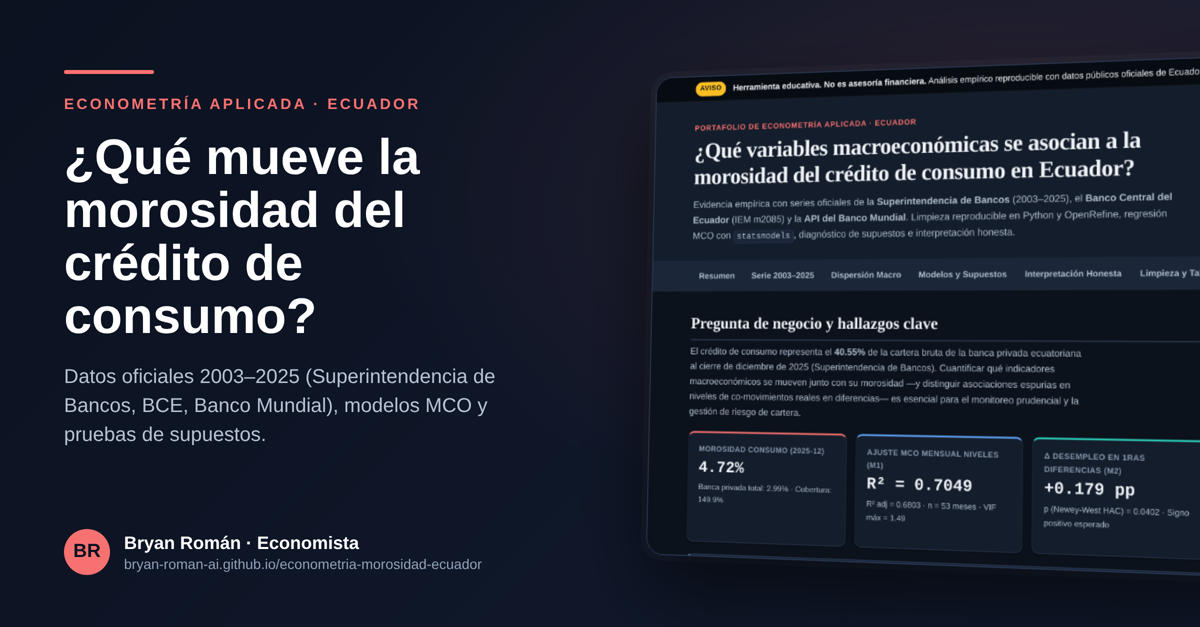 ECONOMETRÍA APLICADA · ECUADOR
¿Qué mueve la
morosidad del
crédito de
consumo?
Datos oficiales 2003–2025 (Superintendencia de
Bancos, BCE, Banco Mundial), modelos MCO y
pruebas de supuestos.
BR
Bryan Román · Economista
bryan-roman-ai.github.io/econometria-morosidad-ecuador
AVISO Herramienta educativa. No es asesoría financiera. Análisis empírico reproducible con datos públicos oficiales de Ecuado
PORTAFOLIO DE ECONOMETRÍA APLICADA · ECUADOR
¿Qué variables macroeconómicas se asocian a la
morosidad del crédito de consumo en Ecuador?
Evidencia empírica con series oficiales de la Superintendencia de Bancos (2003–2025), el Banco Central del
Ecuador (IEM m2085) y la API del Banco Mundial. Limpieza reproducible en Python y OpenRefine, regresión
MCO con statsmodels, diagnóstico de supuestos e interpretación honesta.
Resumen Serie 2003–2025 Dispersión Macro Modelos y Supuestos Interpretación Honesta Limpieza y Ta
Pregunta de negocio y hallazgos clave
El crédito de consumo representa el 40.55% de la cartera bruta de la banca privada ecuatoriana
al cierre de diciembre de 2025 (Superintendencia de Bancos). Cuantificar qué indicadores
macroeconómicos se mueven junto con su morosidad —y distinguir asociaciones espurias en
niveles de co-movimientos reales en diferencias— es esencial para el monitoreo prudencial y la
gestión de riesgo de cartera.
MOROSIDAD CONSUMO (2025-12)
4.72%
Banca privada total: 2.99% · Cobertura:
149.9%
AJUSTE MCO MENSUAL NIVELES
(M1)
R² = 0.7049
R² adj = 0.6803 · n = 53 meses · VIF
máx = 1.49
Δ DESEMPLEO EN 1RAS
DIFERENCIAS (M2)
+0.179 pp
p (Newey-West HAC) = 0.0402 · Signo
positivo esperado